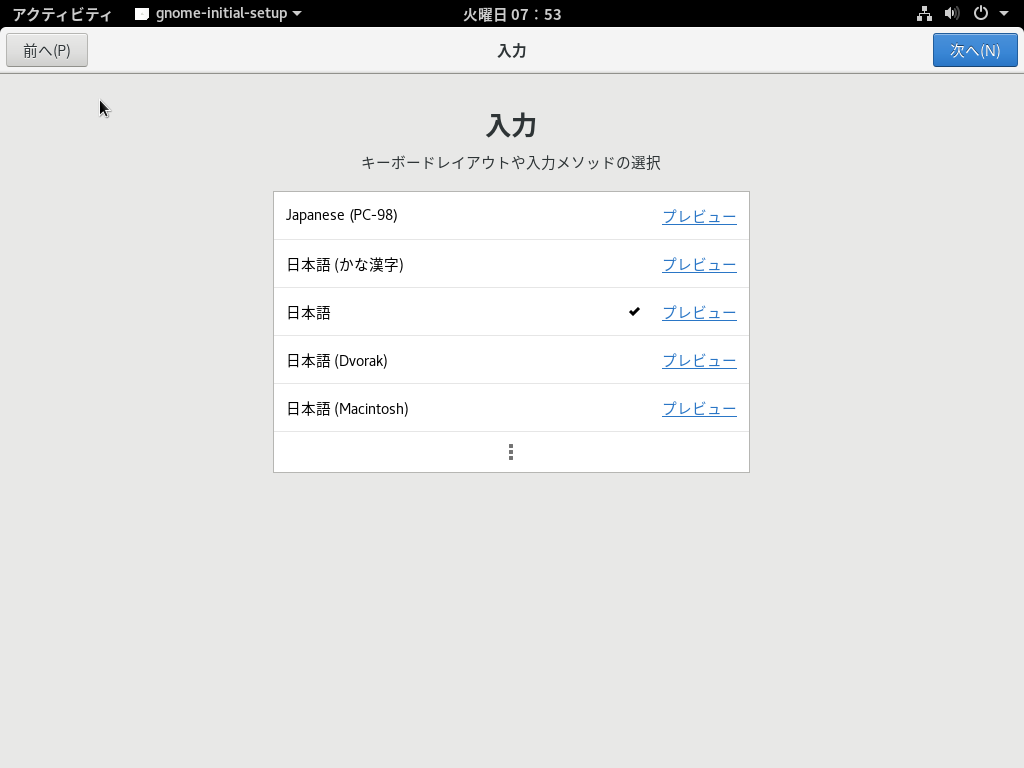 アクティビティ gnome-initial-setup 火曜日 07：53
前へ(P) 入力 次へ(N)
入力
キーボードレイアウトや入力メソッドの選択
Japanese (PC-98) プレビュー
日本語 (かな漢字) プレビュー
日本語 プレビュー
日本語 (Dvorak) プレビュー
日本語 (Macintosh) プレビュー